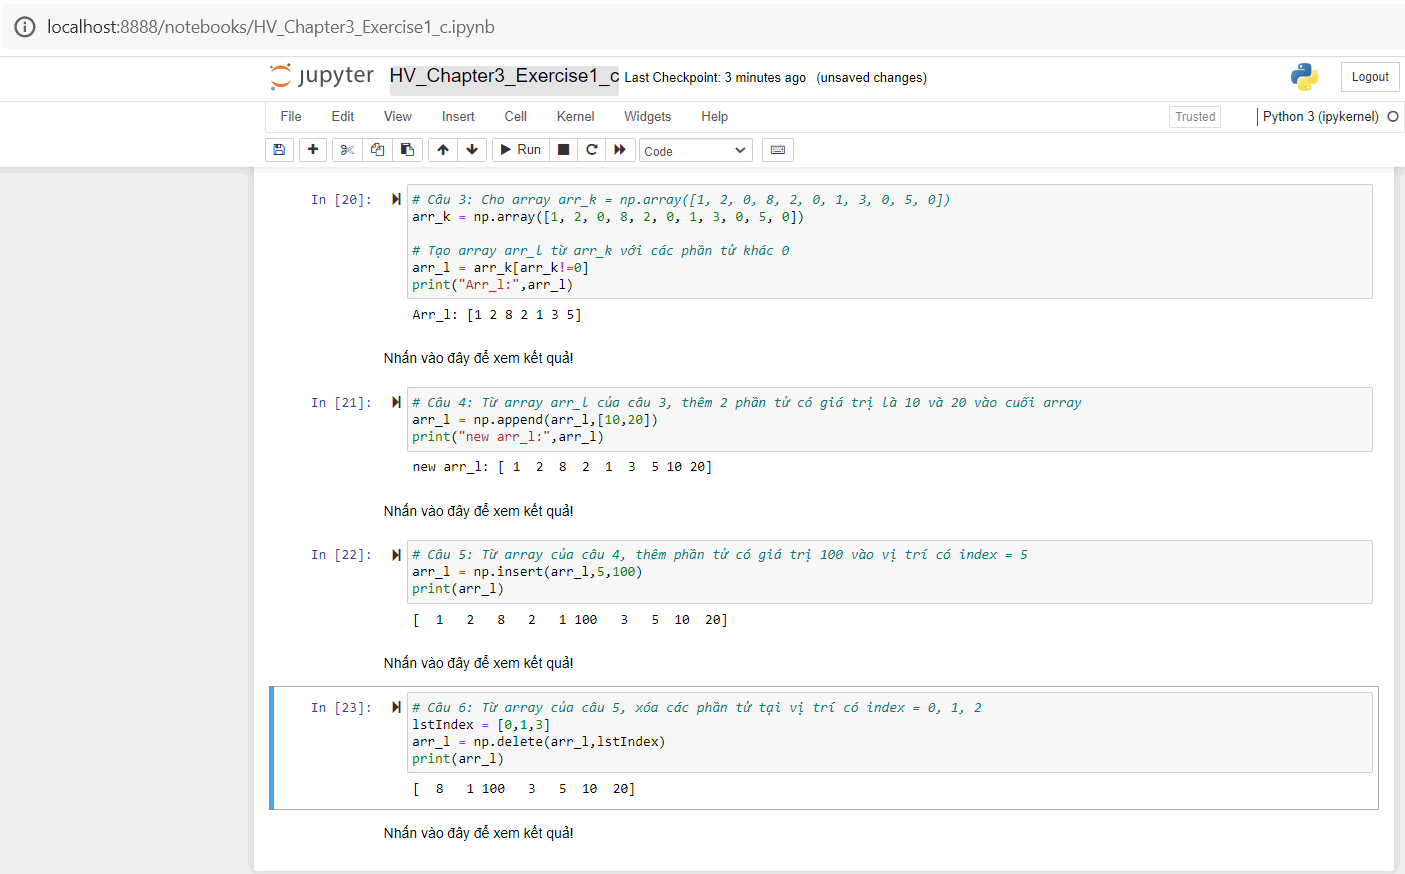 localhost:8888/notebooks/HV_Chapter3_Exercise1_c.ipynb
jupyter HV_Chapter3_Exercise1_c Last Checkpoint: 3 minutes ago (unsaved changes) Logout
File Edit View Insert Cell Kernel Widgets Help Trusted Python 3 (ipykernel)
Run Code
In [20]: # Câu 3: Cho array arr_k = np.array([1, 2, 0, 8, 2, 0, 1, 3, 0, 5, 0])
arr_k = np.array([1, 2, 0, 8, 2, 0, 1, 3, 0, 5, 0])
# Tạo array arr_l từ arr_k với các phần tử khác 0
arr_l = arr_k[arr_k!=0]
print("Arr_l:",arr_l)
Arr_l: [1 2 8 2 1 3 5]
Nhấn vào đây để xem kết quả!
In [21]: # Câu 4: Từ array arr_l của câu 3, thêm 2 phần tử có giá trị là 10 và 20 vào cuối array
arr_l = np.append(arr_l,[10,20])
print("new arr_l:",arr_l)
new arr_l: [ 1 2 8 2 1 3 5 10 20]
Nhấn vào đây để xem kết quả!
In [22]: # Câu 5: Từ array của câu 4, thêm phần tử có giá trị 100 vào vị trí có index = 5
arr_l = np.insert(arr_l,5,100)
print(arr_l)
[ 1 2 8 2 1 100 3 5 10 20]
Nhấn vào đây để xem kết quả!
In [23]: # Câu 6: Từ array của câu 5, xóa các phần tử tại vị trí có index = 0, 1, 2
lstIndex = [0,1,3]
arr_l = np.delete(arr_l,lstIndex)
print(arr_l)
[ 8 1 100 3 5 10 20]
Nhấn vào đây để xem kết quả!